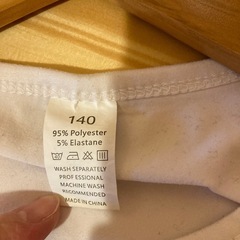 140
95% Polyester
5% Elastane
WASH SEPARATELY
PROFESSIONAL
MACHINE WASH
RECOMMENDED
MADE IN CHINA